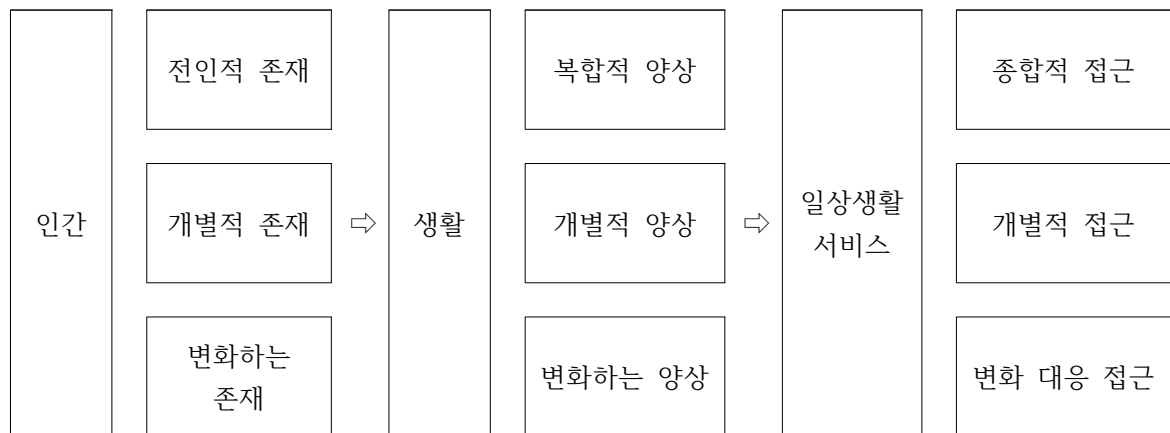 인간
전인적 존재
개별적 존재
변화하는
존재
⇨
생활
복합적 양상
개별적 양상
변화하는 양상
⇨
일상생활
서비스
종합적 접근
개별적 접근
변화 대응 접근